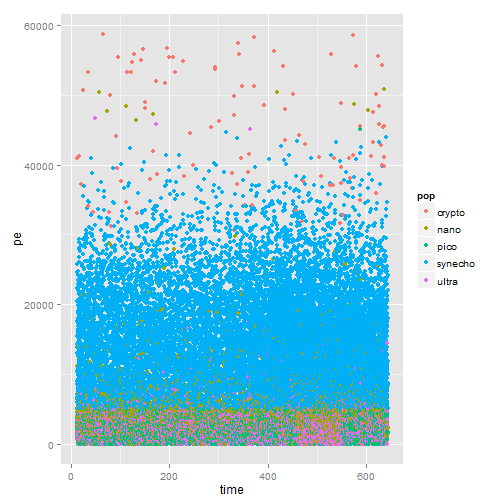 60000
40000
20000
0
pe
0
200
400
600
time
pop
crypto
nano
pico
synecho
ultra